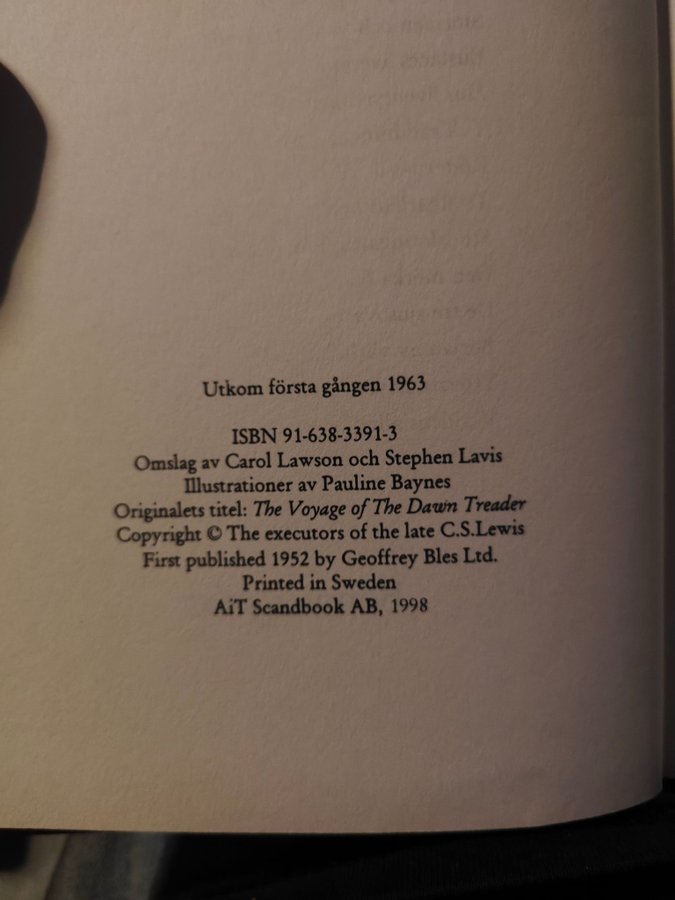 Utkom första gången 1963
ISBN 91-638-3391-3
Omslag av Carol Lawson och Stephen Lavis
Illustrationer av Pauline Baynes
Originalets titel: The Voyage of The Dawn Treader
Copyright © The executors of the late C.S.Lewis
First published 1952 by Geoffrey Bles Ltd.
Printed in Sweden
AiT Scandbook AB, 1998